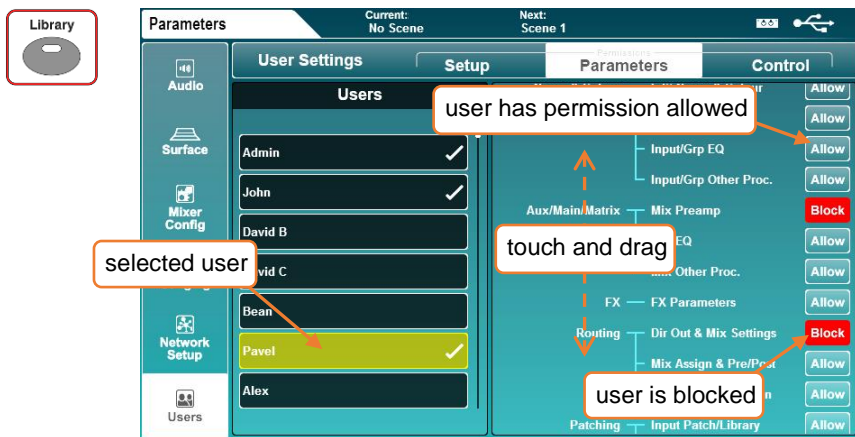 Library
Parameters
Current:
No Scene
Next:
Scene 1
Audio
Surface
Mixer
Config
Network
Setup
Users
User Settings
Setup
Permissions
Parameters
Control
Users
Admin
John
David B
David C
Bean
Pavel
Alex
Allow
Allow
Input/Grp EQ Allow
Input/Grp Other Proc. Allow
Aux/Main/Matrix Mix Preamp Block
EQ Allow
Other Proc. Allow
FX FX Parameters Allow
Routing Dir Out & Mix Settings Block
Mix Assign & Pre/Post Allow
Allow
Patching Input Patch/Library Allow
user has permission allowed
touch and drag
selected user
user is blocked